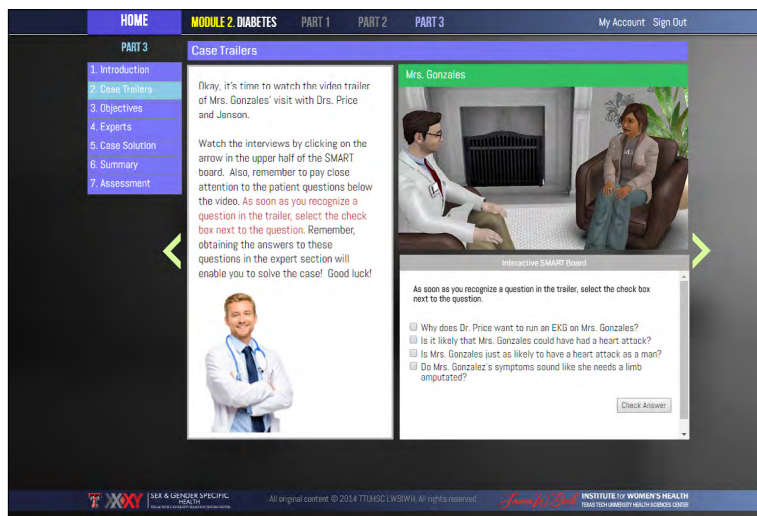 HOME
MODULE 2. DIABETES
PART 1
PART 2
PART 3
My Account Sign Out
PART 3
1. Introduction
2. Case Trailers
3. Objectives
4. Experts
5. Case Solution
6. Summary
7. Assessment
Case Trailers
Okay, it's time to watch the video trailer
of Mrs. Gonzales' visit with Drs. Price
and Jenson.
Watch the interviews by clicking on the
arrow in the upper half of the SMART
board. Also, remember to pay close
attention to the patient questions below
the video. As soon as you recognize a
question in the trailer, select the check
box next to the question. Remember,
obtaining the answers to these
questions in the expert section will
enable you to solve the case! Good luck!
Mrs. Gonzales
Interactive SMART Board
As soon as you recognize a question in the trailer, select the check box
next to the question.
Why does Dr. Price want to run an EKG on Mrs. Gonzales?
Is it likely that Mrs. Gonzales could have had a heart attack?
Is Mrs. Gonzales just as likely to have a heart attack as a man?
Do Mrs. Gonzalez's symptoms sound like she needs a limb
amputated?
Check Answer
SEX & GENDER SPECIFIC
HEALTH
TEXAS TECH UNIVERSITY HEALTH SCIENCES CENTER
All original content © 2014 TTUHSC LWBIWH, All rights reserved
Laura W. Bush
INSTITUTE for WOMEN'S HEALTH
TEXAS TECH UNIVERSITY HEALTH SCIENCES CENTER